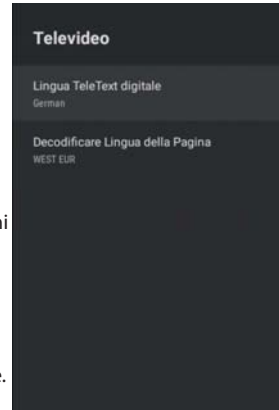 Televideo
Lingua TeleText digitale
German
Decodificare Lingua della Pagina
WEST EUR